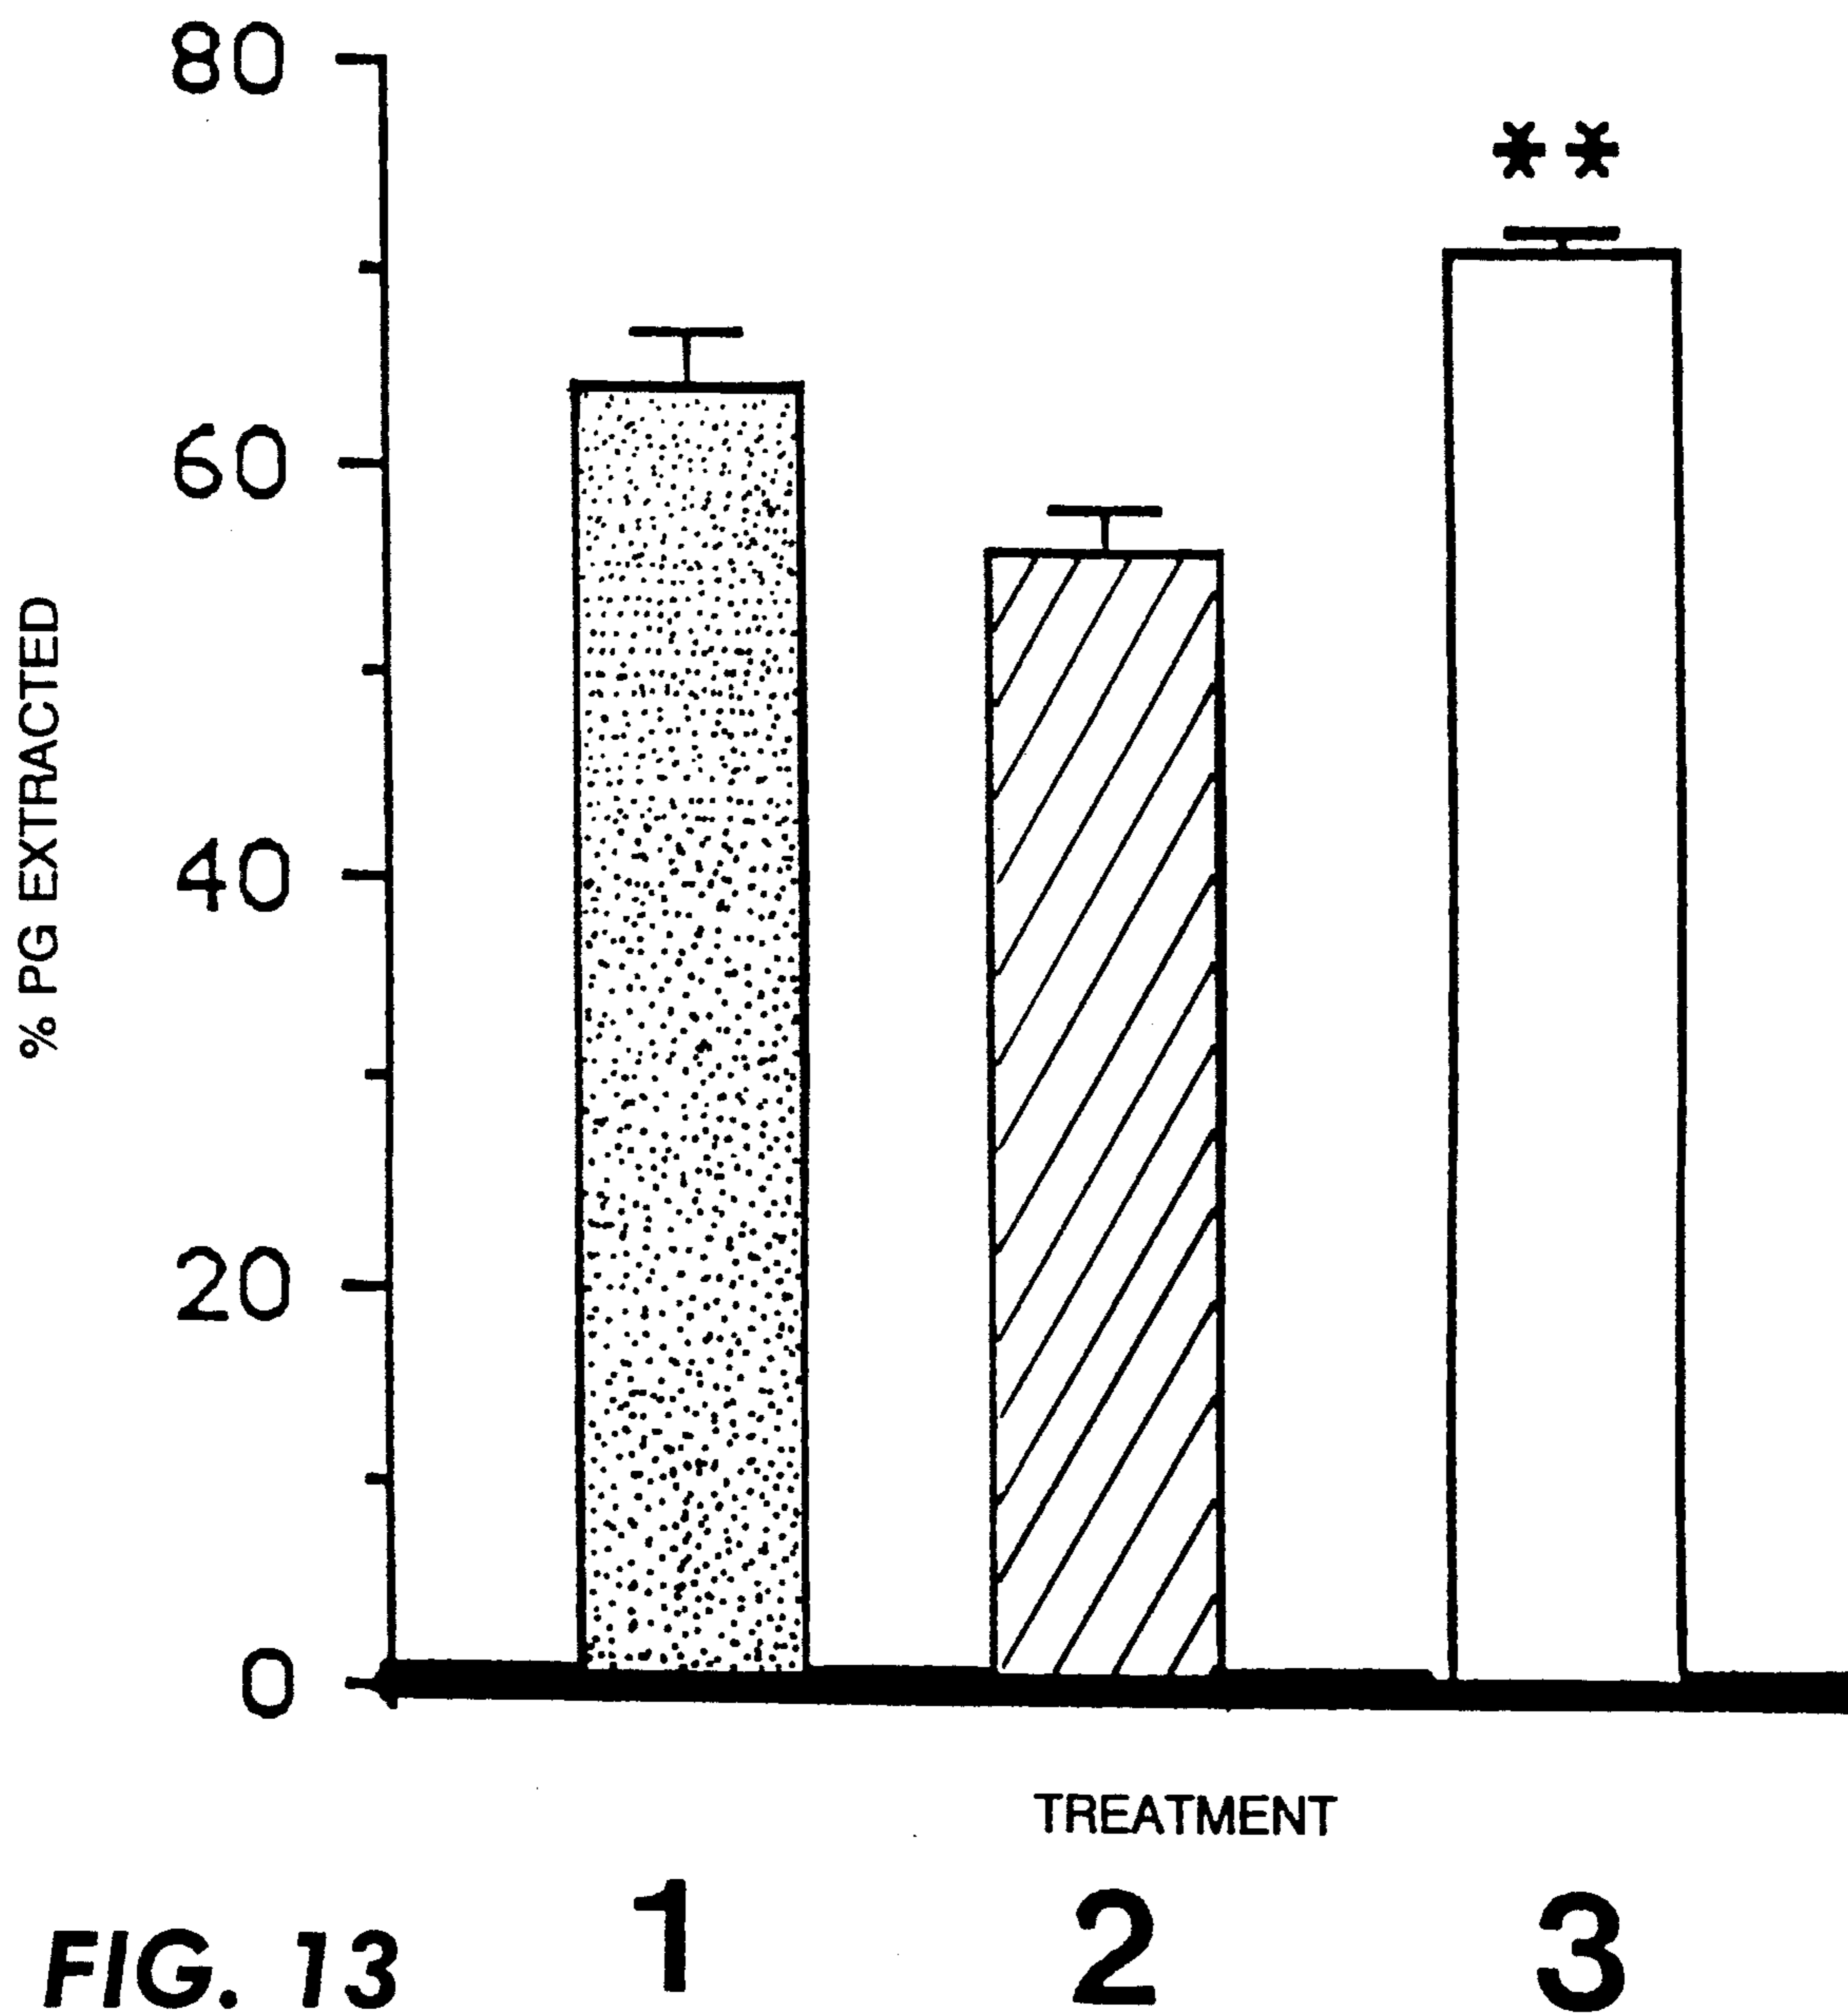 80
**
60
40
20
0
% PG EXTRACTED
TREATMENT
1 2 3
FIG. 13